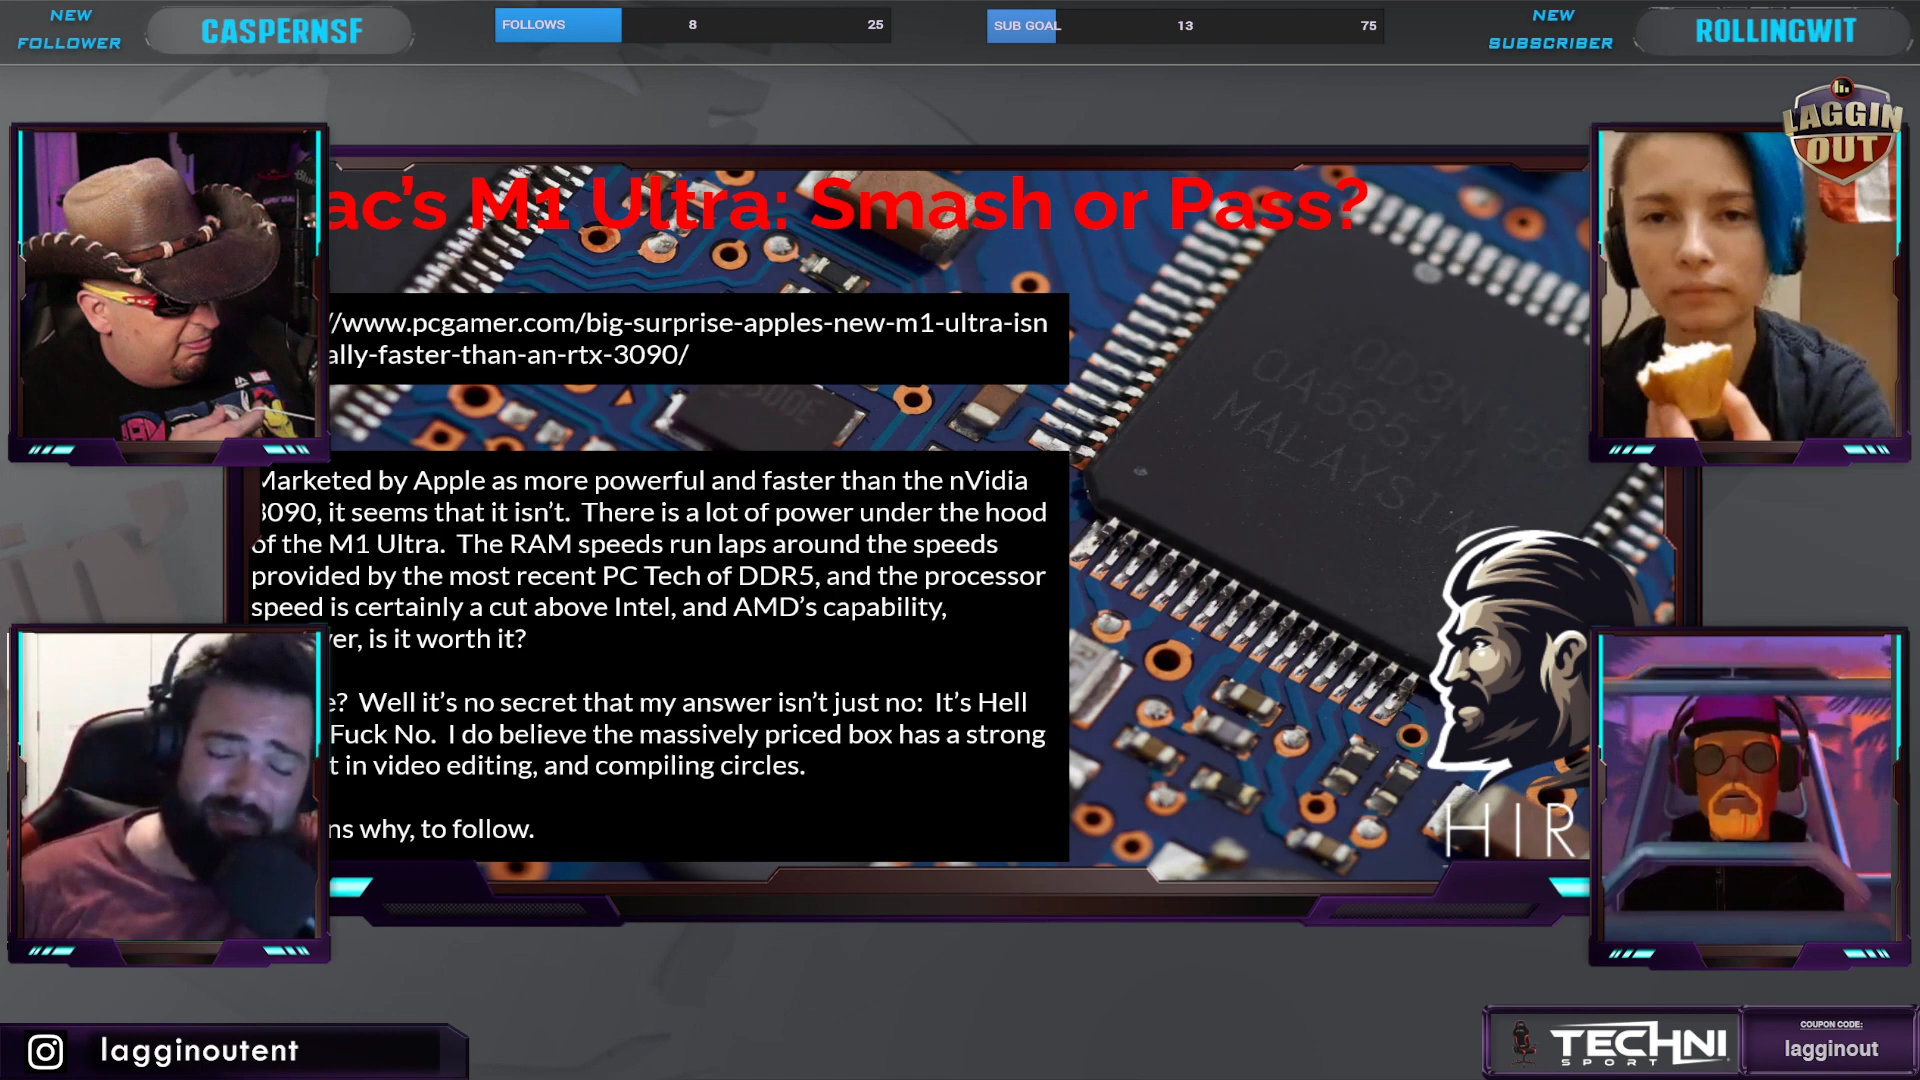 NEW
FOLLOWER
CASPERNSF
FOLLOWS 8 25
SUB GOAL 13 75
NEW
SUBSCRIBER
ROLLINGWIT
LAGGIN
OUT
ac's M1 Ultra: Smash or Pass?
//www.pcgamer.com/big-surprise-apples-new-m1-ultra-isn
ally-faster-than-an-rtx-3090/
Marketed by Apple as more powerful and faster than the nVidia
3090, it seems that it isn't. There is a lot of power under the hood
of the M1 Ultra. The RAM speeds run laps around the speeds
provided by the most recent PC Tech of DDR5, and the processor
speed is certainly a cut above Intel, and AMD's capability,
ver, is it worth it?
e? Well it's no secret that my answer isn't just no: It's Hell
Fuck No. I do believe the massively priced box has a strong
t in video editing, and compiling circles.
ns why, to follow.
MALAYSIA
HIR
lagginoutent
TECHNI
SPORT
COUPON CODE:
lagginout